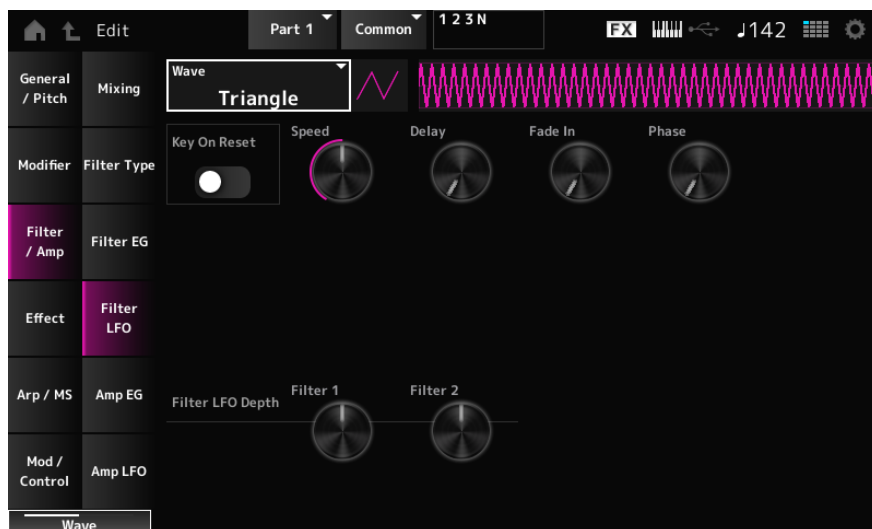 Edit
Part 1
Common
1 2 3 N
FX
♩142
General
/ Pitch
Mixing
Wave
Triangle
Key On Reset
Speed
Delay
Fade In
Phase
Modifier
Filter Type
Filter
/ Amp
Filter EG
Effect
Filter
LFO
Arp / MS
Amp EG
Filter LFO Depth
Filter 1
Filter 2
Mod /
Control
Amp LFO
Wave